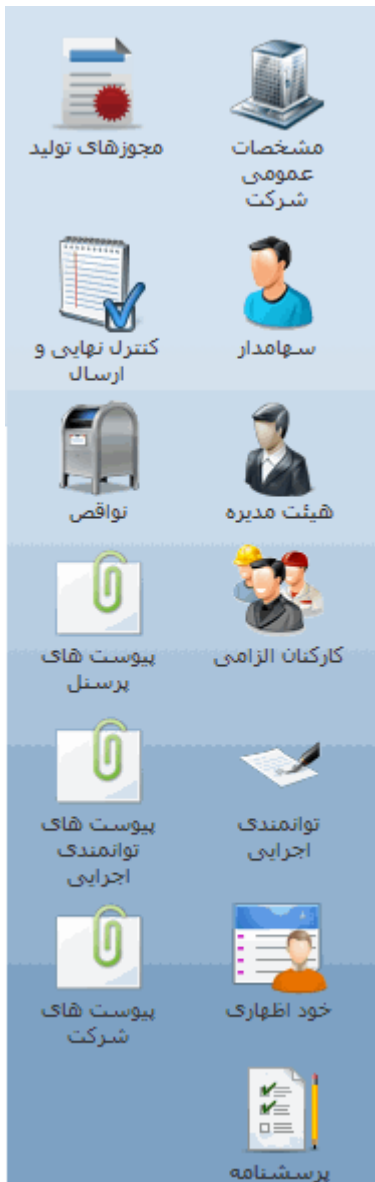 مشخصات
عمومی
شرکت
مجوزهای تولید
سهامدار
کنترل نهایی و
ارسال
هیئت مدیره
نواقص
کارکنان الزامی
پیوست های
پرسنل
توانمندی
اجرایی
پیوست های
توانمندی
اجرایی
خود اظهاری
پیوست های
شرکت
پرسشنامه